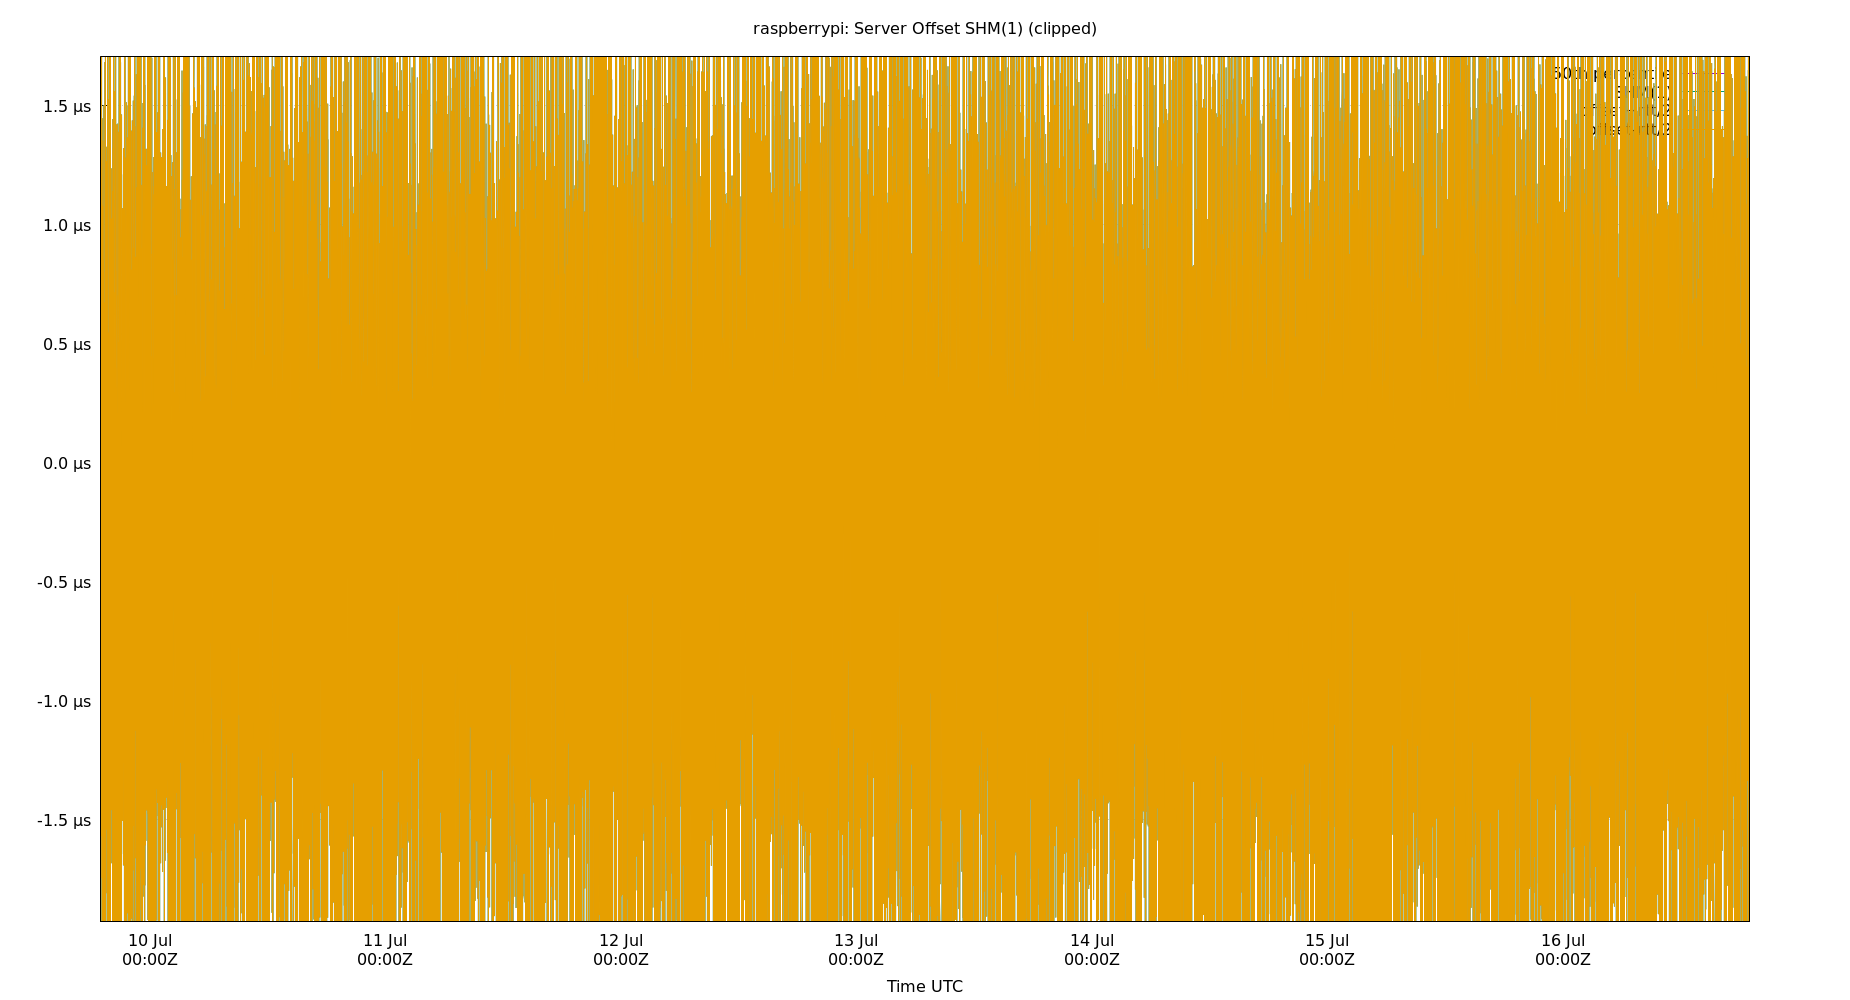 raspberrypi: Server Offset SHM(1) (clipped)
1.5 µs
1.0 µs
0.5 µs
0.0 µs
-0.5 µs
-1.0 µs
-1.5 µs
10 Jul 11 Jul 12 Jul 13 Jul 14 Jul 15 Jul 16 Jul
00:00Z 00:00Z 00:00Z 00:00Z 00:00Z 00:00Z 00:00Z
Time UTC